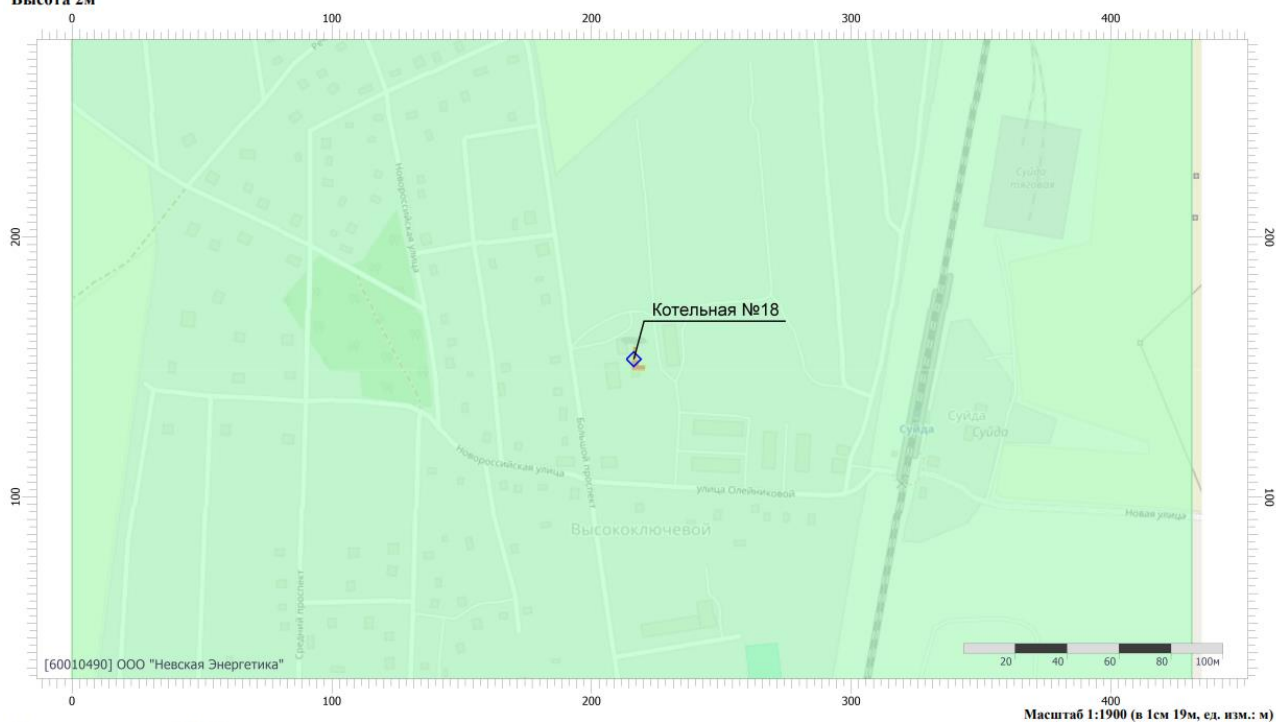 Высота 2м
0 100 200 300 400
Новороссийская улица
Суйда
тяговая
200 200
Котельная №18
Большой проспект
Суйда
Суйда
Суйда
Новороссийская улица
улица Олейниковой
100 100
Новая улица
Высокоключевой
Средний проспект
[60010490] ООО "Невская Энергетика"
20 40 60 80 100м
0 100 200 300 400
Масштаб 1:1900 (в 1см 19м, ед. изм.: м)